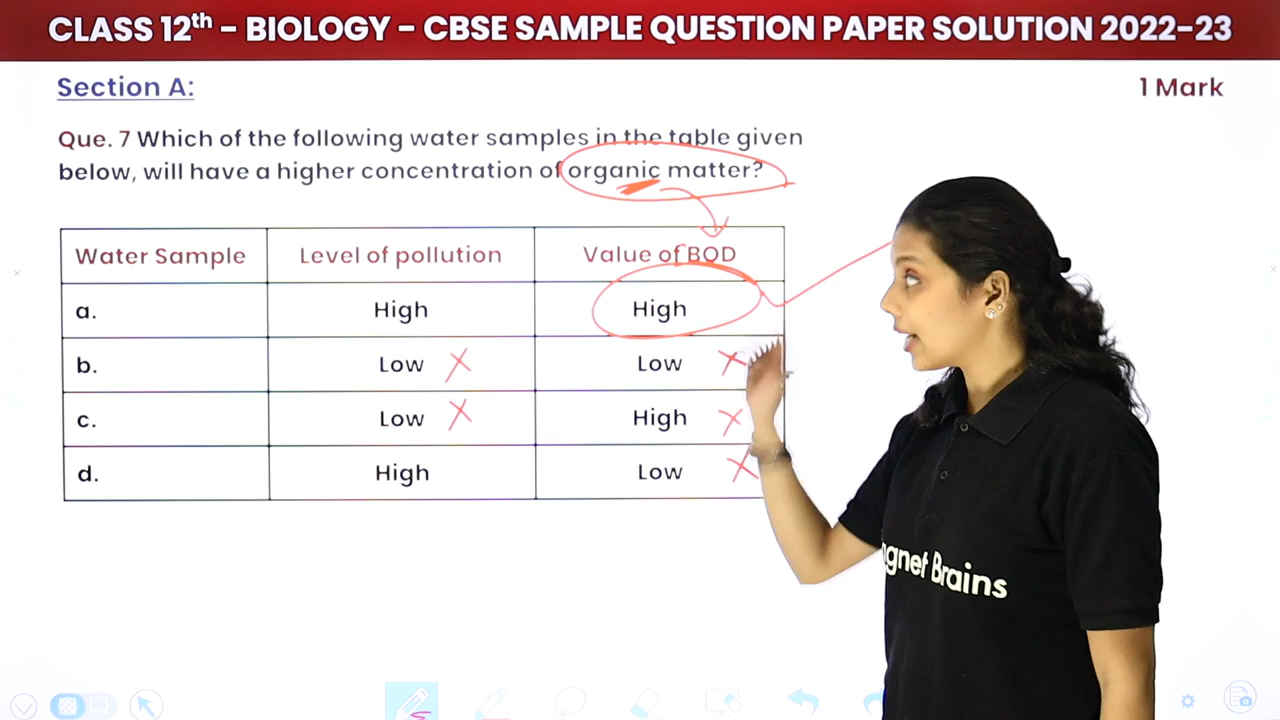 CLASS 12th – BIOLOGY – CBSE SAMPLE QUESTION PAPER SOLUTION 2022-23
Section A:
1 Mark
Que. 7 Which of the following water samples in the table given
below, will have a higher concentration of organic matter?
Water Sample Level of pollution Value of BOD
a. High High
b. Low Low
c. Low High
d. High Low
gnet Brains